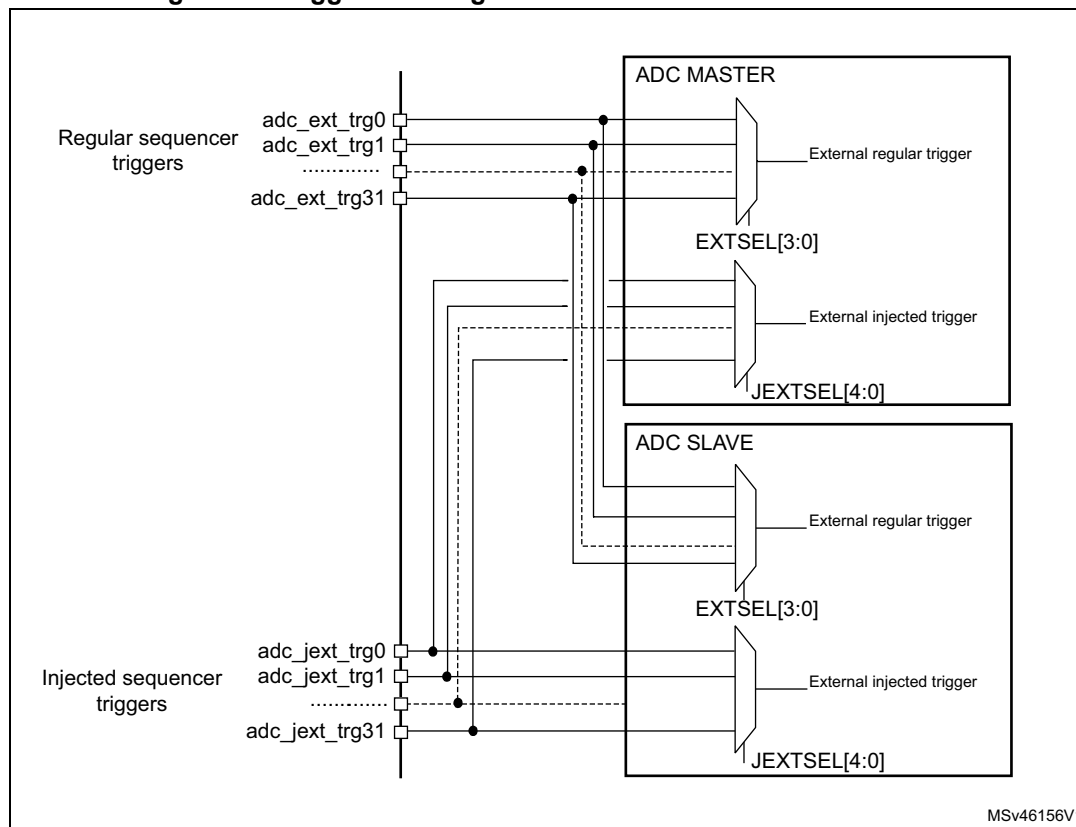 ADC MASTER
Regular sequencer
triggers
adc_ext_trg0
adc_ext_trg1
............
adc_ext_trg31
External regular trigger
EXTSEL[3:0]
External injected trigger
JEXTSEL[4:0]
ADC SLAVE
External regular trigger
EXTSEL[3:0]
Injected sequencer
triggers
adc_jext_trg0
adc_jext_trg1
............
adc_jext_trg31
External injected trigger
JEXTSEL[4:0]
MSv46156V